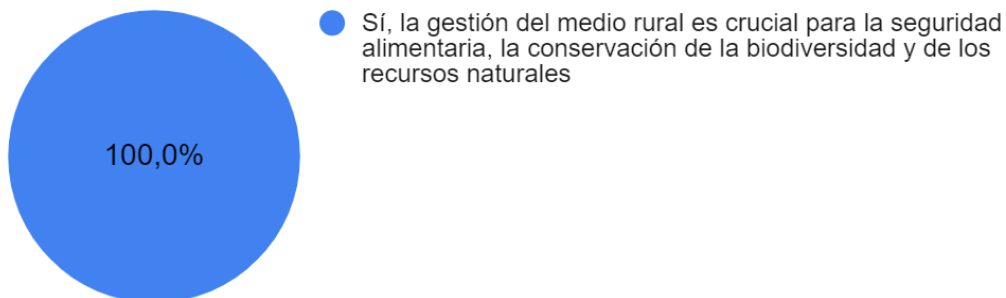 Sí, la gestión del medio rural es crucial para la seguridad
alimentaria, la conservación de la biodiversidad y de los
recursos naturales
100,0%